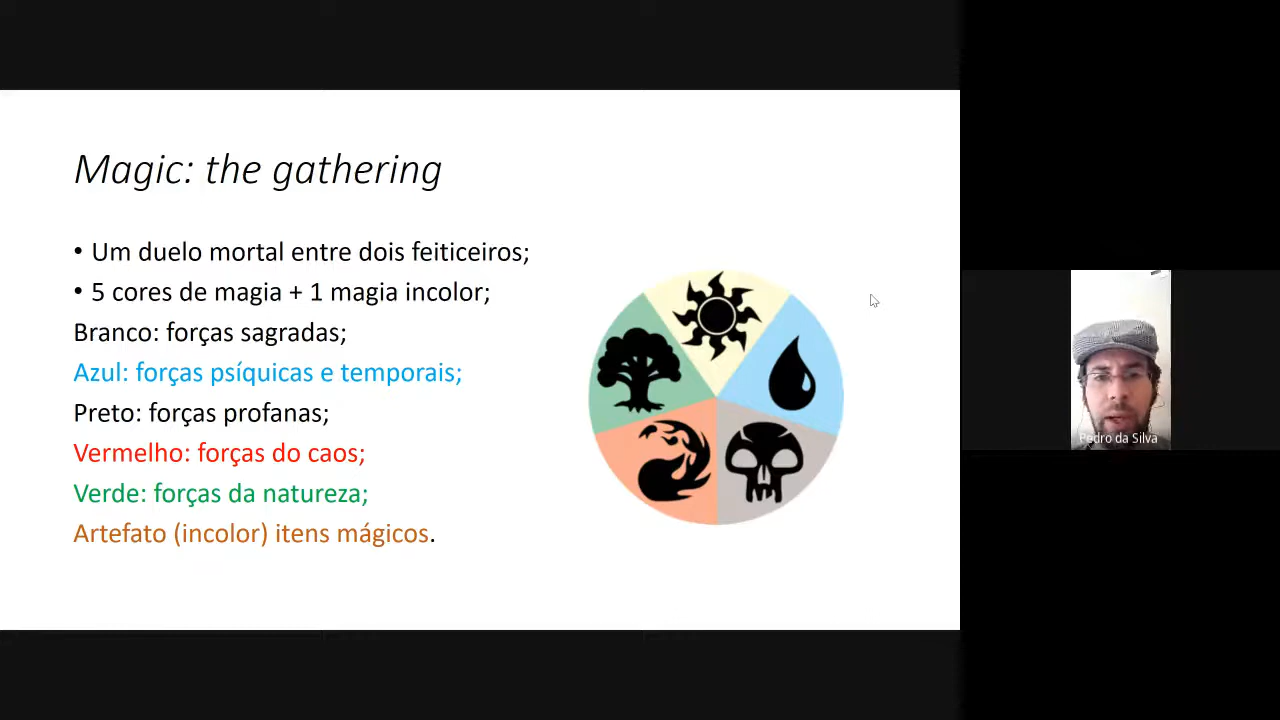 Magic: the gathering
• Um duelo mortal entre dois feiticeiros;
• 5 cores de magia + 1 magia incolor;
Branco: forças sagradas;
Azul: forças psíquicas e temporais;
Preto: forças profanas;
Vermelho: forças do caos;
Verde: forças da natureza;
Artefato (incolor) itens mágicos.
Pedro da Silva